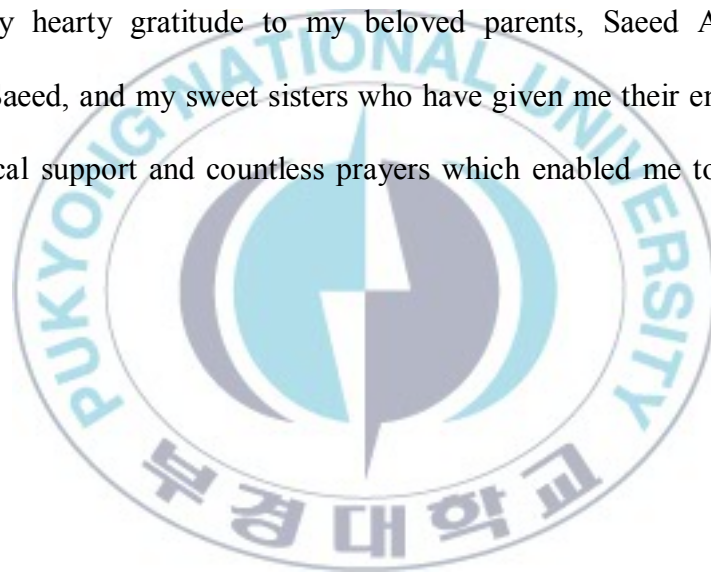 y hearty gratitude to my beloved parents, Saeed A
Saeed, and my sweet sisters who have given me their en
cal support and countless prayers which enabled me to
PUKYONG NATIONAL UNIVERSITY
부경대학교